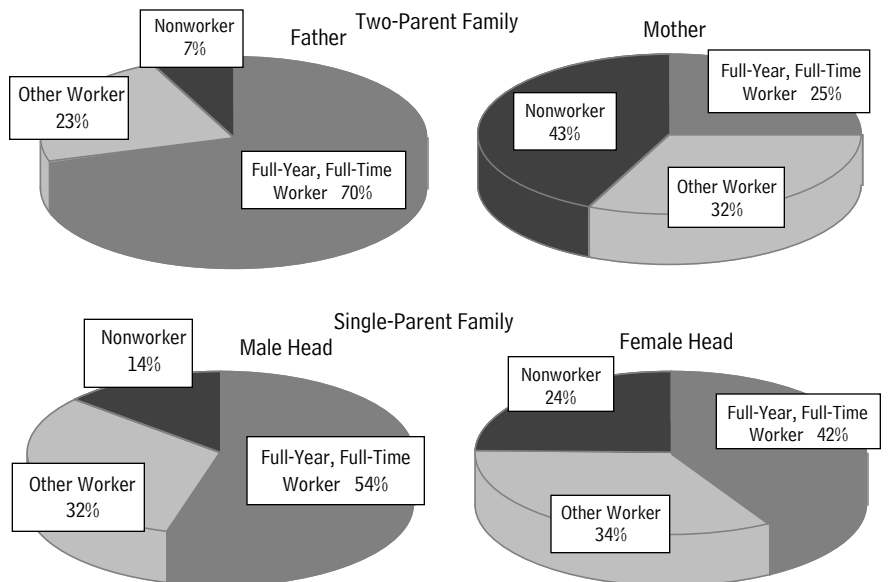 Two-Parent Family
Father
Nonworker
7%
Other Worker
23%
Full-Year, Full-Time
Worker 70%
Mother
Full-Year, Full-Time
Worker 25%
Nonworker
43%
Other Worker
32%
Single-Parent Family
Male Head
Nonworker
14%
Full-Year, Full-Time
Worker 54%
Other Worker
32%
Female Head
Nonworker
24%
Full-Year, Full-Time
Worker 42%
Other Worker
34%